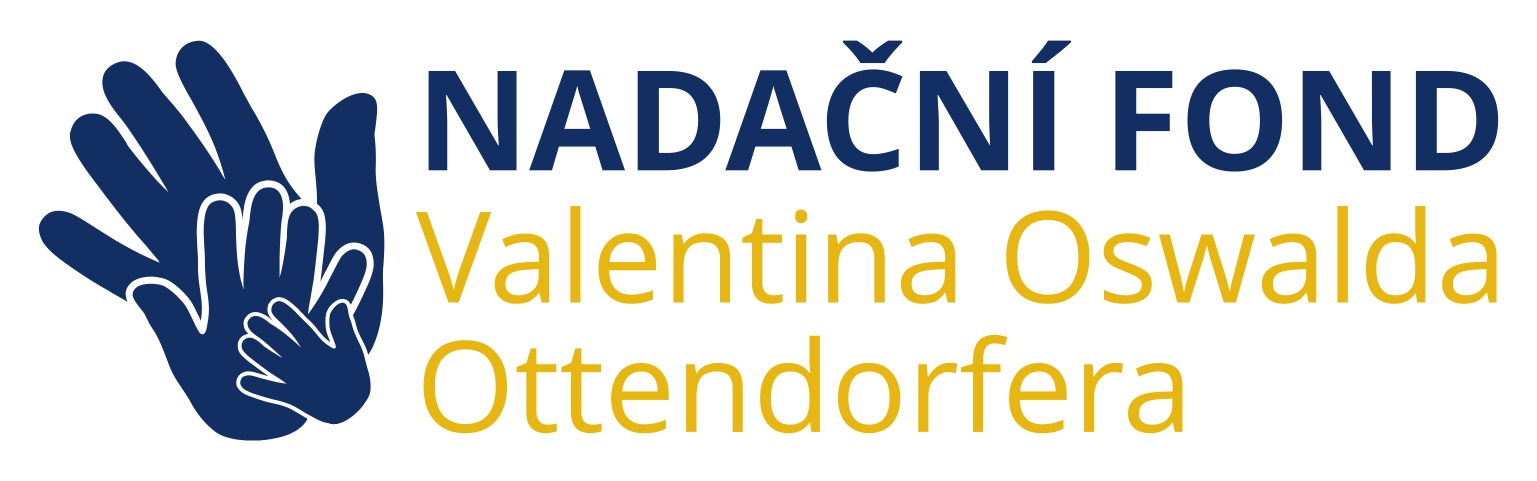 NADAČNÍ FOND
Valentina Oswalda
Ottendorfera